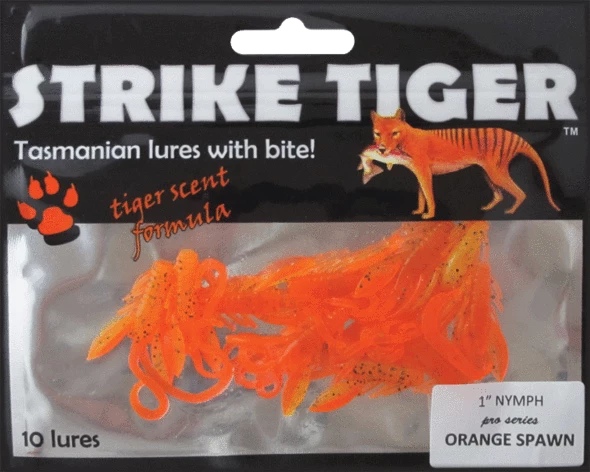 STRIKE TIGER
™
Tasmanian lures with bite!
tiger scent
formula
10 lures
1" NYMPH
pro series
ORANGE SPAWN